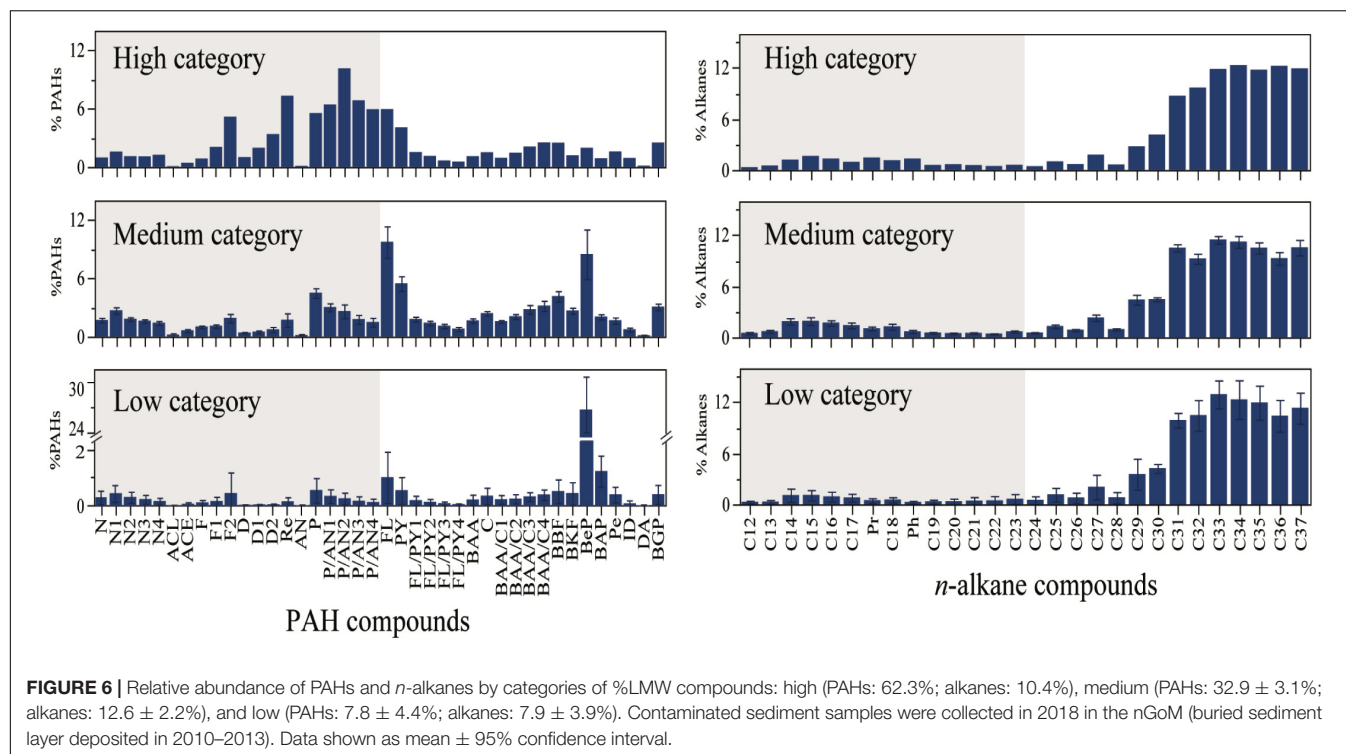 High category
% PAHs
12
6
0
Medium category
%PAHs
12
6
0
Low category
%PAHs
30
24
2
1
0
N
N1
N2
N3
N4
ACL
ACE
F
F1
F2
D
D1
D2
Re
AN
P
P/AN1
P/AN2
P/AN3
P/AN4
FL
PY
FL/PY1
FL/PY2
FL/PY3
FL/PY4
BAA
C
BAA/C1
BAA/C2
BAA/C3
BAA/C4
BBF
BKF
BeP
BAP
Pe
ID
DA
BGP
PAH compounds
High category
% Alkanes
12
6
0
Medium category
% Alkanes
12
6
0
Low category
% Alkanes
12
6
0
C12
C13
C14
C15
C16
C17
Pr
C18
Ph
C19
C20
C21
C22
C23
C24
C25
C26
C27
C28
C29
C30
C31
C32
C33
C34
C35
C36
C37
n-alkane compounds
FIGURE 6 | Relative abundance of PAHs and n-alkanes by categories of %LMW compounds: high (PAHs: 62.3%; alkanes: 10.4%), medium (PAHs: 32.9 ± 3.1%;
alkanes: 12.6 ± 2.2%), and low (PAHs: 7.8 ± 4.4%; alkanes: 7.9 ± 3.9%). Contaminated sediment samples were collected in 2018 in the nGoM (buried sediment
layer deposited in 2010–2013). Data shown as mean ± 95% confidence interval.